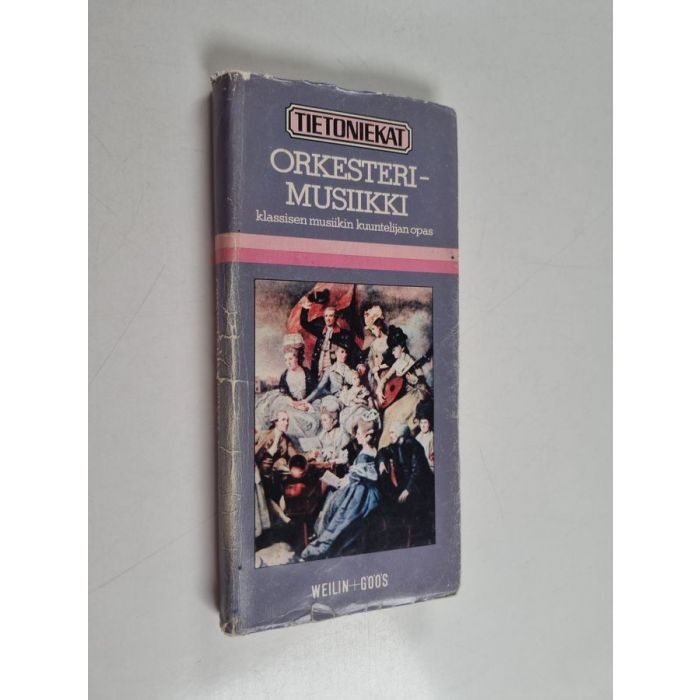 TIETONIEKAT
ORKESTERI-
MUSIIKKI
klassisen musiikin kuuntelijan opas
WEILIN+GÖÖS